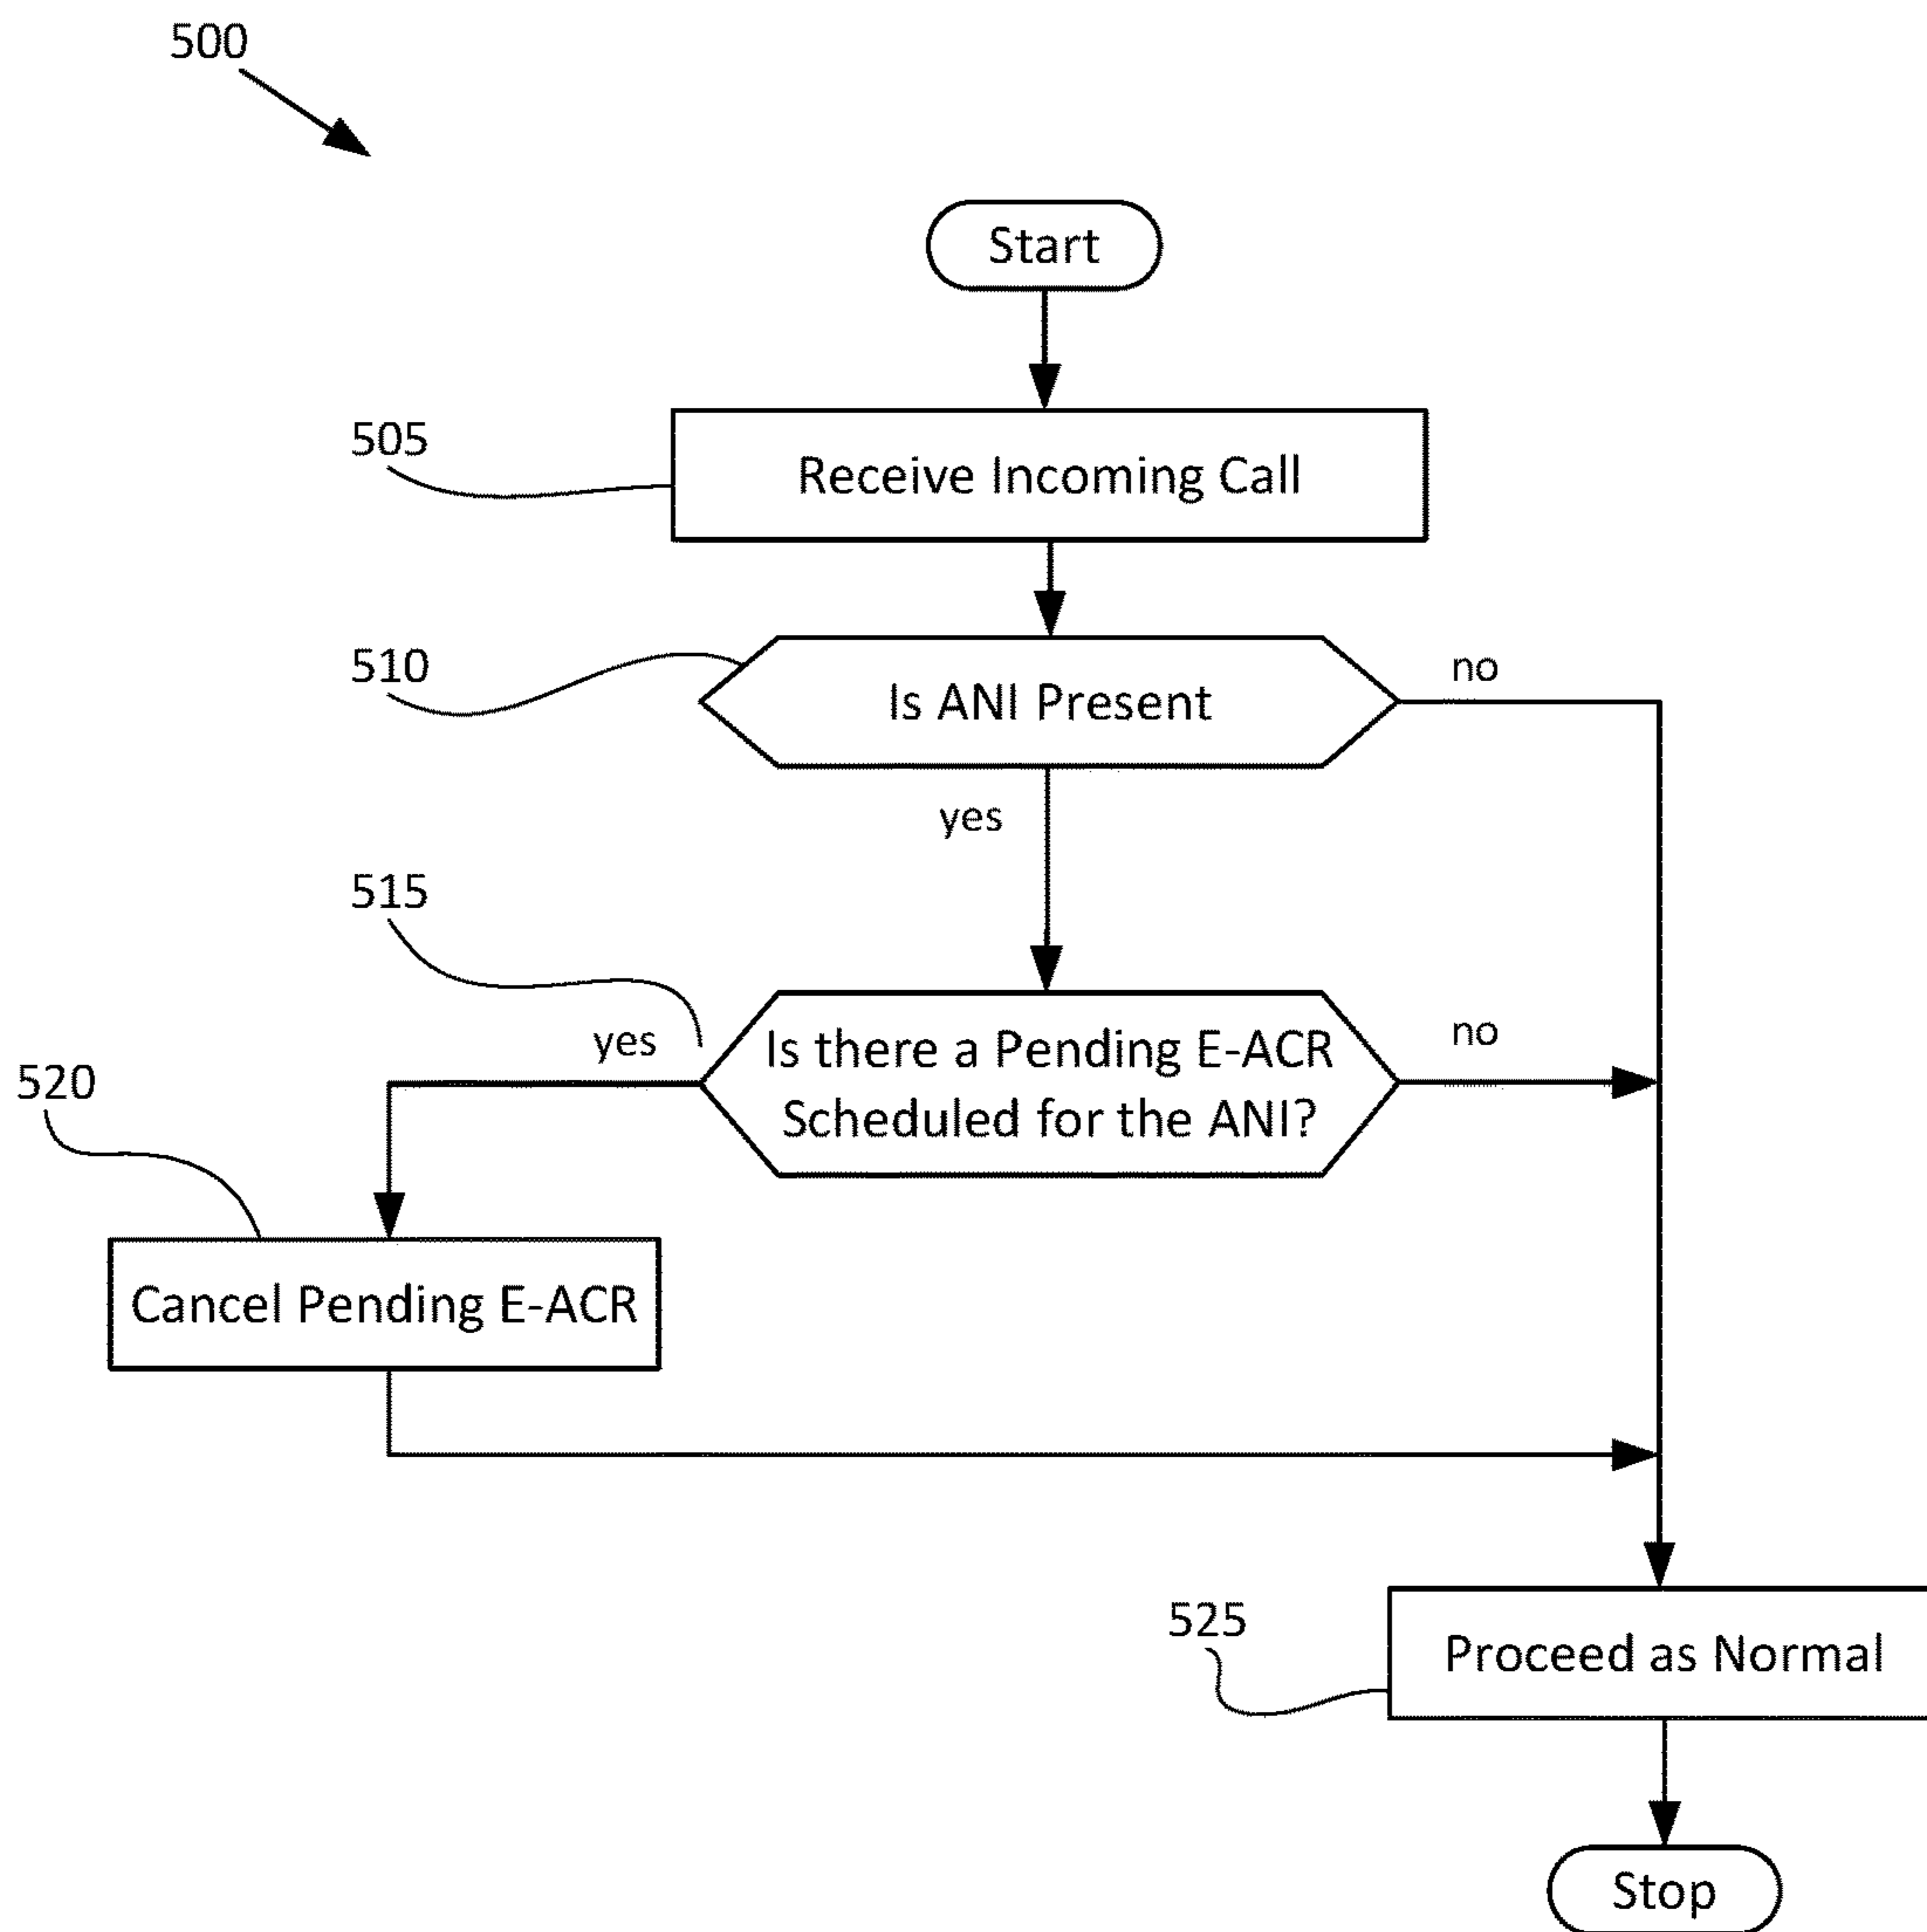 500
Start
505
Receive Incoming Call
510
Is ANI Present
no
yes
515
yes
Is there a Pending E-ACR
Scheduled for the ANI?
no
520
Cancel Pending E-ACR
525
Proceed as Normal
Stop